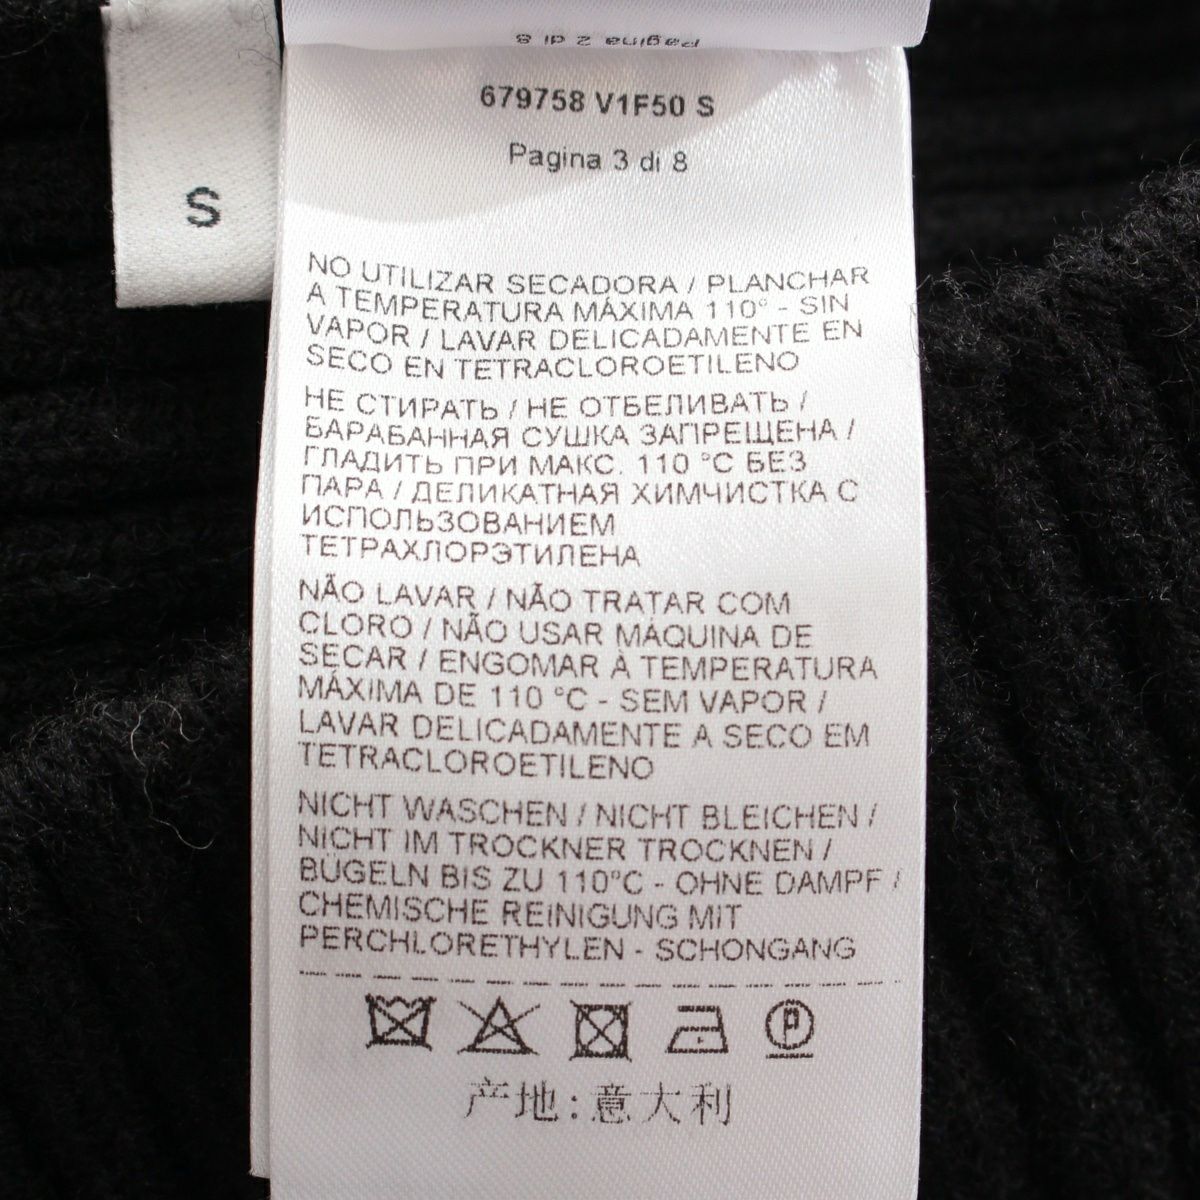 Pagina 2 di 8
679758 V1F50 S
Pagina 3 di 8
S
NO UTILIZAR SECADORA / PLANCHAR
A TEMPERATURA MÁXIMA 110° - SIN
VAPOR / LAVAR DELICADAMENTE EN
SECO EN TETRACLOROETILENO
НЕ СТИРАТЬ / НЕ ОТБЕЛИВАТЬ /
БАРАБАННАЯ СУШКА ЗАПРЕЩЕНА /
ГЛАДИТЬ ПРИ МАКС. 110 °C БЕЗ
ПАРА / ДЕЛИКАТНАЯ ХИМЧИСТКА С
ИСПОЛЬЗОВАНИЕМ
ТЕТРАХЛОРЭТИЛЕНА
NÃO LAVAR / NÃO TRATAR COM
CLORO / NÃO USAR MÁQUINA DE
SECAR / ENGOMAR À TEMPERATURA
MÁXIMA DE 110 °C - SEM VAPOR /
LAVAR DELICADAMENTE A SECO EM
TETRACLOROETILENO
NICHT WASCHEN / NICHT BLEICHEN /
NICHT IM TROCKNER TROCKNEN /
BÜGELN BIS ZU 110°C - OHNE DAMPF /
CHEMISCHE REINIGUNG MIT
PERCHLORETHYLEN - SCHONGANG
P
产地:意大利